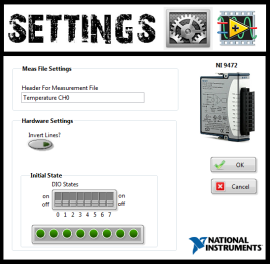 SETTINGS
Meas File Settings
NI 9472
Header For Measurement File
Temperature CH0
Hardware Settings
Invert Lines?
OK
Cancel
Initial State
DIO States
on on
off off
0 1 2 3 4 5 6 7
NATIONAL
INSTRUMENTS